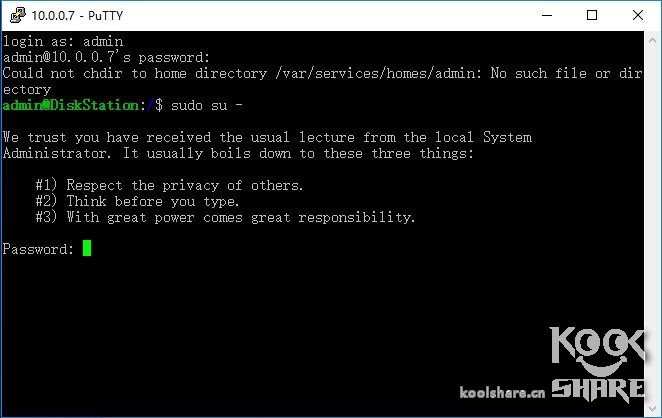 10.0.0.7 - PuTTY
login as: admin
admin@10.0.0.7's password:
Could not chdir to home directory /var/services/homes/admin: No such file or dir
ectory
admin@DiskStation:/$ sudo su -
We trust you have received the usual lecture from the local System
Administrator. It usually boils down to these three things:
#1) Respect the privacy of others.
#2) Think before you type.
#3) With great power comes great responsibility.
Password:
KOOL
koolshare.cn SHARE